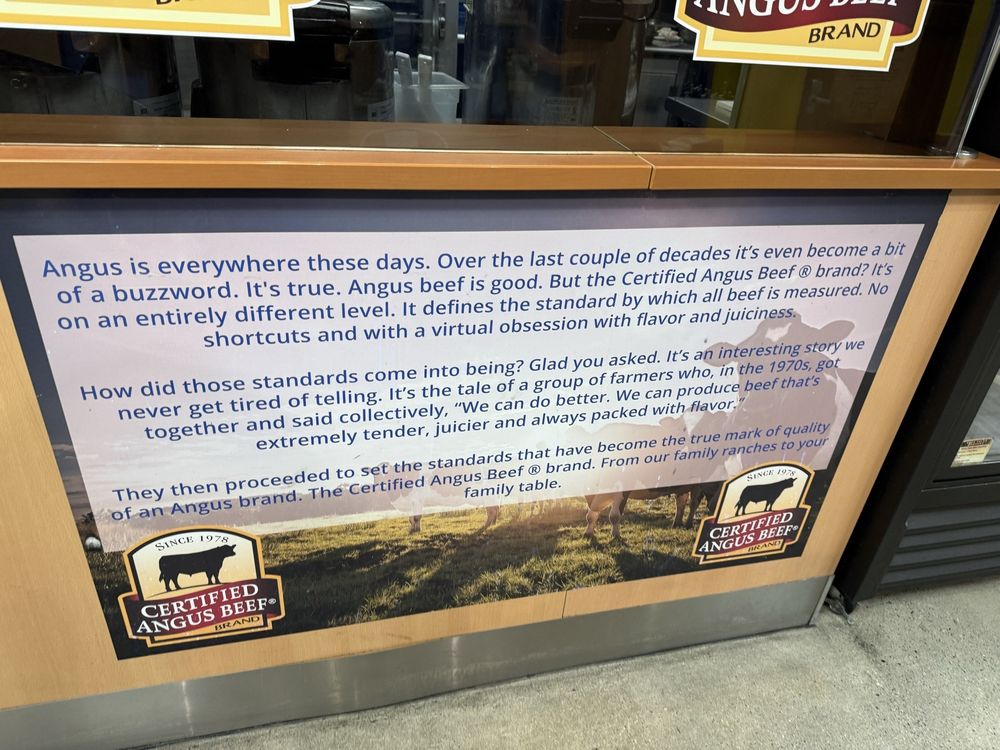 ANGUS BEEF
BRAND
Angus is everywhere these days. Over the last couple of decades it's even become a bit
of a buzzword. It's true. Angus beef is good. But the Certified Angus Beef ® brand? It's
on an entirely different level. It defines the standard by which all beef is measured. No
shortcuts and with a virtual obsession with flavor and juiciness.
How did those standards come into being? Glad you asked. It's an interesting story we
never get tired of telling. It's the tale of a group of farmers who, in the 1970s, got
together and said collectively, "We can do better. We can produce beef that's
extremely tender, juicier and always packed with flavor."
They then proceeded to set the standards that have become the true mark of quality
of an Angus brand. The Certified Angus Beef ® brand. From our family ranches to your
family table.
SINCE 1978
CERTIFIED
ANGUS BEEF®
BRAND
SINCE 1978
CERTIFIED
ANGUS BEEF®
BRAND